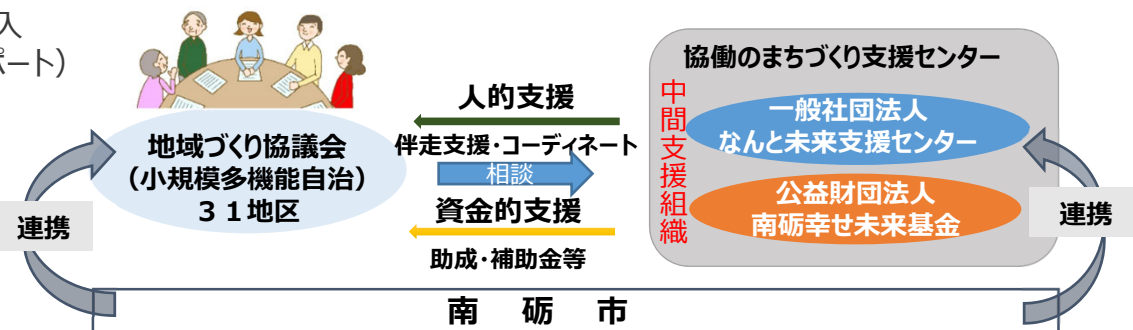 入
ポート）
協働のまちづくり支援センター
人的支援
中間支援組織
一般社団法人
なんと未来支援センター
地域づくり協議会
（小規模多機能自治）
３１地区
伴走支援・コーディネート
相談
資金的支援
公益財団法人
南砺幸せ未来基金
連携
連携
助成・補助金等
南 砺 市